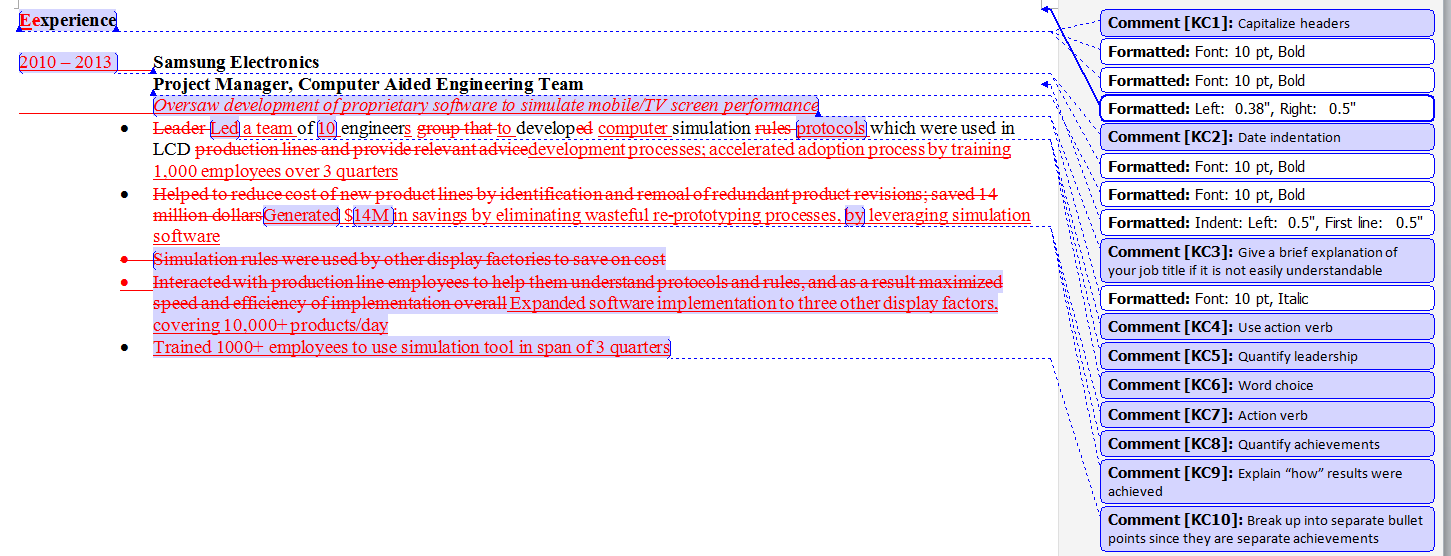 Eexperience
2010 – 2013 Samsung Electronics
Project Manager, Computer Aided Engineering Team
Oversaw development of proprietary software to simulate mobile/TV screen performance
● Leader Led a team of 10 engineers group that to developed computer simulation rules protocols which were used in
LCD production lines and provide relevant advicedevelopment processes; accelerated adoption process by training
1,000 employees over 3 quarters
● Helped to reduce cost of new product lines by identification and remoal of redundant product revisions; saved 14
million dollarsGenerated $14M in savings by eliminating wasteful re-prototyping processes, by leveraging simulation
software
● Simulation rules were used by other display factories to save on cost
● Interacted with production line employees to help them understand protocols and rules, and as a result maximized
speed and efficiency of implementation overall Expanded software implementation to three other display factors,
covering 10,000+ products/day
● Trained 1000+ employees to use simulation tool in span of 3 quarters
Comment [KC1]: Capitalize headers
Formatted: Font: 10 pt, Bold
Formatted: Font: 10 pt, Bold
Formatted: Left: 0.38", Right: 0.5"
Comment [KC2]: Date indentation
Formatted: Font: 10 pt, Bold
Formatted: Font: 10 pt, Bold
Formatted: Indent: Left: 0.5", First line: 0.5"
Comment [KC3]: Give a brief explanation of
your job title if it is not easily understandable
Formatted: Font: 10 pt, Italic
Comment [KC4]: Use action verb
Comment [KC5]: Quantify leadership
Comment [KC6]: Word choice
Comment [KC7]: Action verb
Comment [KC8]: Quantify achievements
Comment [KC9]: Explain “how” results were
achieved
Comment [KC10]: Break up into separate bullet
points since they are separate achievements